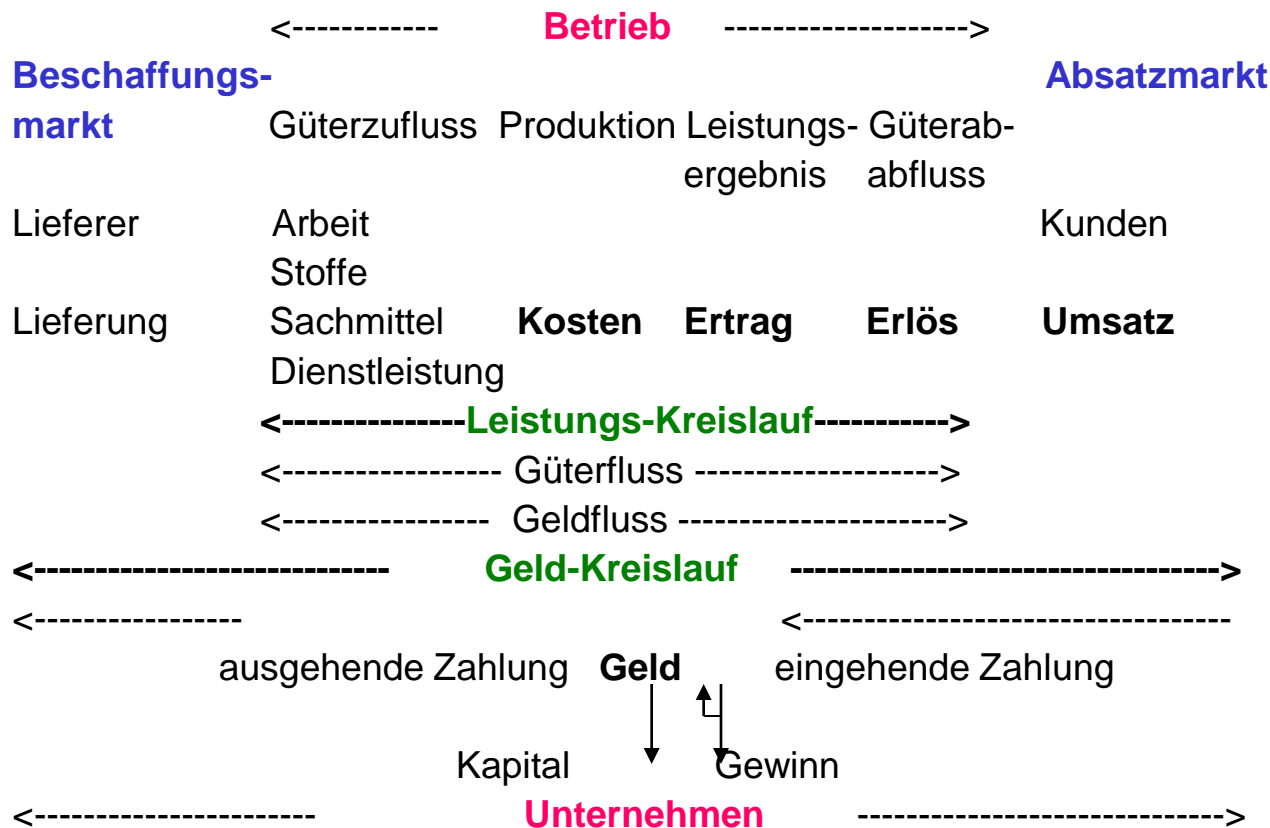 <------------ Betrieb -------------------->
Beschaffungs- Absatzmarkt
markt Güterzufluss Produktion Leistungs- Güterab-
ergebnis abfluss
Lieferer Arbeit Kunden
Stoffe
Lieferung Sachmittel Kosten Ertrag Erlös Umsatz
Dienstleistung
<---------------Leistungs-Kreislauf----------->
<------------------ Güterfluss -------------------->
<----------------- Geldfluss ---------------------->
<----------------------------- Geld-Kreislauf ----------------------------------->
<----------------- <------------------------------------
ausgehende Zahlung Geld eingehende Zahlung
Kapital Gewinn
<----------------------- Unternehmen ------------------------------>